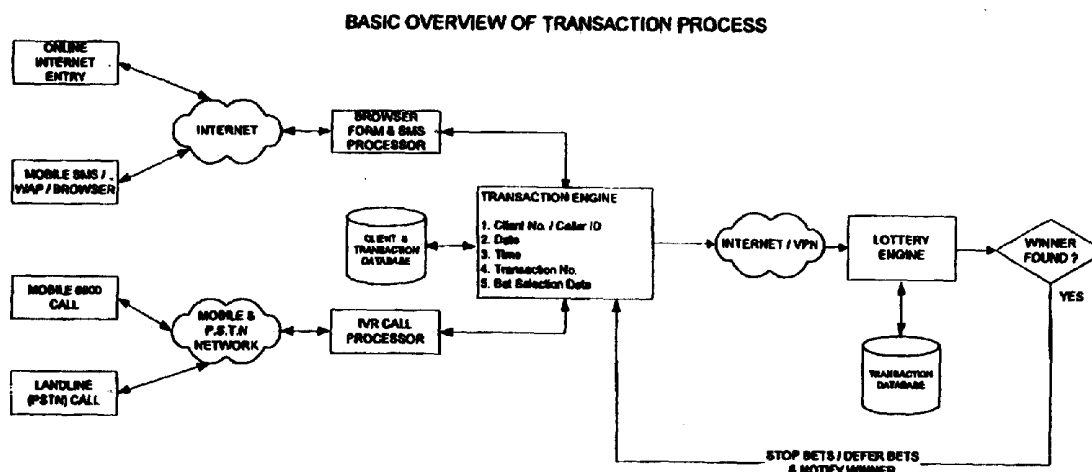 BASIC OVERVIEW OF TRANSACTION PROCESS
ONLINE
INTERNET
ENTRY
INTERNET
BROWSER
FORM & SMS
PROCESSOR
MOBILE SMS /
WAP / BROWSER
CLIENT &
TRANSACTION
DATABASE
TRANSACTION ENGINE
1. Client No. / Caller ID
2. Date
3. Time
4. Transaction No.
5. Bet Selection Data
INTERNET / VPN
LOTTERY
ENGINE
WINNER
FOUND ?
YES
MOBILE
CALL
MOBILE &
P.S.T.N
NETWORK
IVR CALL
PROCESSOR
LANDLINE
(PSTN) CALL
TRANSACTION
DATABASE
STOP BETS / DEFER BETS
& NOTIFY WINNER